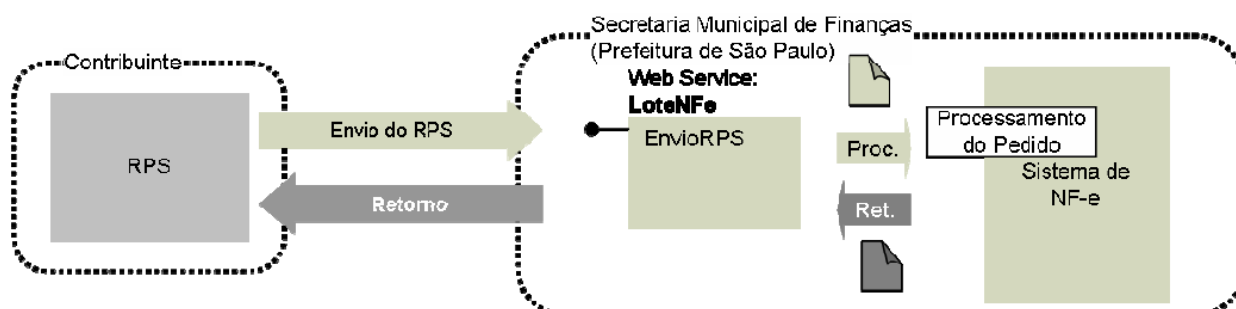 Secretaria Municipal de Finanças
(Prefeitura de São Paulo)
Contribuinte
Web Service:
LoteNFe
RPS
Envio do RPS
Retorno
EnvioRPS
Proc.
Ret.
Processamento
do Pedido
Sistema de
NF-e